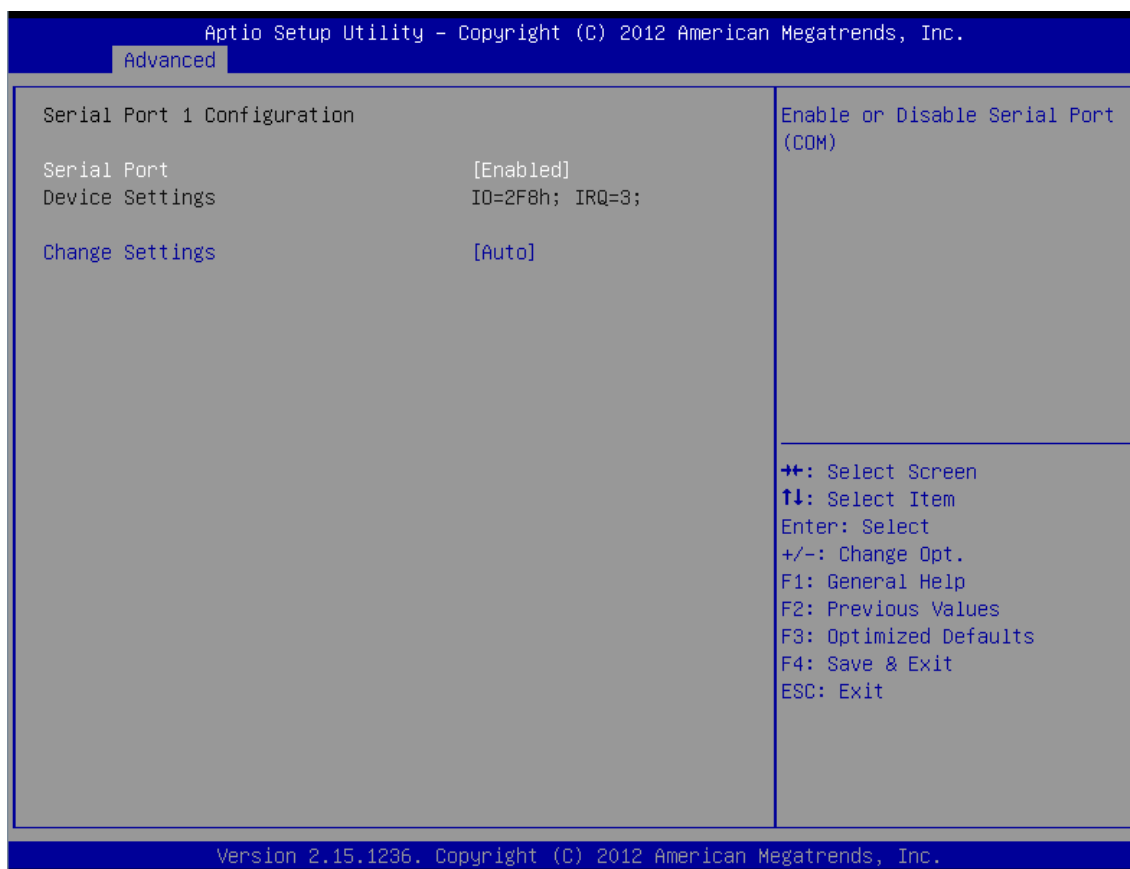 Aptio Setup Utility – Copyright (C) 2012 American Megatrends, Inc.
Advanced
Serial Port 1 Configuration
Serial Port [Enabled]
Device Settings IO=2F8h; IRQ=3;
Change Settings [Auto]
Enable or Disable Serial Port
(COM)
→←: Select Screen
↑↓: Select Item
Enter: Select
+/-: Change Opt.
F1: General Help
F2: Previous Values
F3: Optimized Defaults
F4: Save & Exit
ESC: Exit
Version 2.15.1236. Copyright (C) 2012 American Megatrends, Inc.